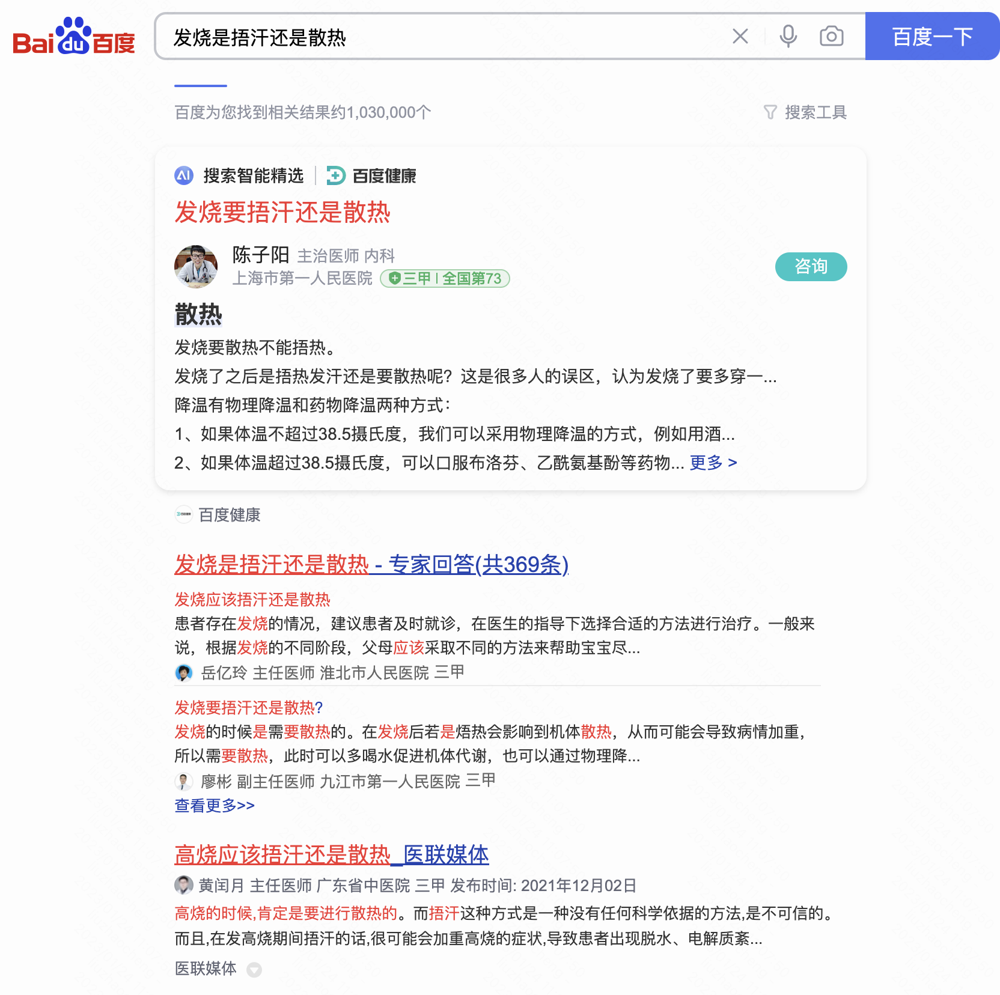 Bai du 百度
发烧是捂汗还是散热
百度一下
百度为您找到相关结果约1,030,000个
搜索工具
AI 搜索智能精选 | 百度健康
发烧要捂汗还是散热
陈子阳 主治医师 内科
上海市第一人民医院 三甲 | 全国第73
咨询
散热
发烧要散热不能捂热。
发烧了之后是捂热发汗还是要散热呢？这是很多人的误区，认为发烧了要多穿一...
降温有物理降温和药物降温两种方式：
1、如果体温不超过38.5摄氏度，我们可以采用物理降温的方式，例如用酒...
2、如果体温超过38.5摄氏度，可以口服布洛芬、乙酰氨基酚等药物... 更多 >
百度健康
发烧是捂汗还是散热 - 专家回答(共369条)
发烧应该捂汗还是散热
患者存在发烧的情况，建议患者及时就诊，在医生的指导下选择合适的方法进行治疗。一般来
说，根据发烧的不同阶段，父母应该采取不同的方法来帮助宝宝尽...
岳亿玲 主任医师 淮北市人民医院 三甲
发烧要捂汗还是散热?
发烧的时候是需要散热的。在发烧后若是焐热会影响到机体散热，从而可能会导致病情加重，
所以需要散热，此时可以多喝水促进机体代谢，也可以通过物理降...
廖彬 副主任医师 九江市第一人民医院 三甲
查看更多>>
高烧应该捂汗还是散热_医联媒体
黄闰月 主任医师 广东省中医院 三甲 发布时间: 2021年12月02日
高烧的时候,肯定是要进行散热的。而捂汗这种方式是一种没有任何科学依据的方法,是不可信的。
而且,在发高烧期间捂汗的话,很可能会加重高烧的症状,导致患者出现脱水、电解质紊...
医联媒体